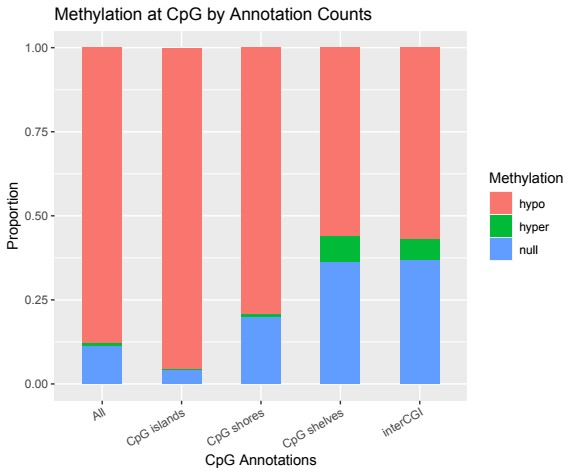 Methylation at CpG by Annotation Counts
Proportion
1.00
0.75
0.50
0.25
0.00
All
CpG islands
CpG shores
CpG shelves
interCGI
CpG Annotations
Methylation
hypo
hyper
null